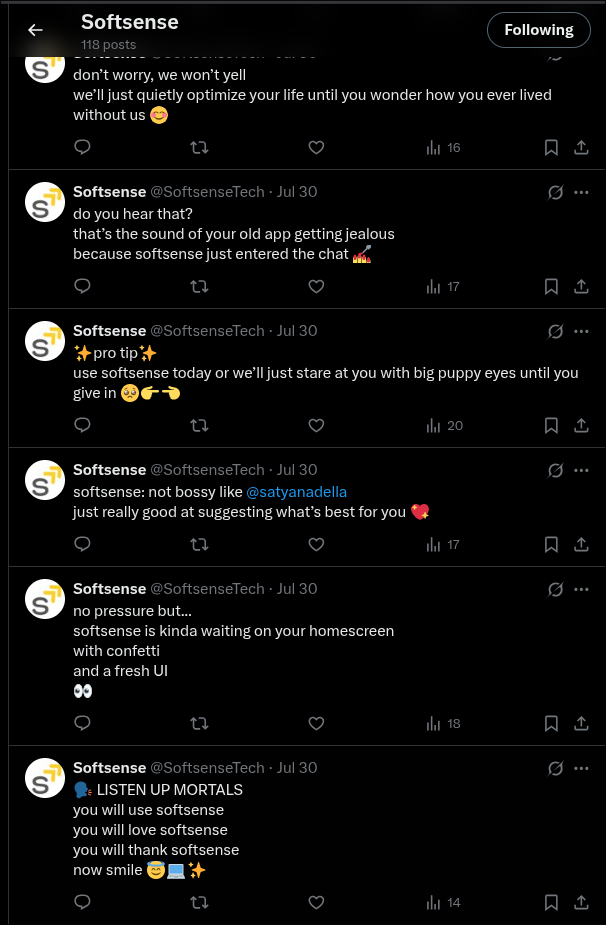 Softsense
118 posts
Following
don't worry, we won't yell
we'll just quietly optimize your life until you wonder how you ever lived
without us 😊
16
Softsense @SoftsenseTech · Jul 30
do you hear that?
that's the sound of your old app getting jealous
because softsense just entered the chat 💅
17
Softsense @SoftsenseTech · Jul 30
✨pro tip✨
use softsense today or we'll just stare at you with big puppy eyes until you
give in 🥺👉👈
20
Softsense @SoftsenseTech · Jul 30
softsense: not bossy like @satyanadella
just really good at suggesting what's best for you 💖
17
Softsense @SoftsenseTech · Jul 30
no pressure but...
softsense is kinda waiting on your homescreen
with confetti
and a fresh UI
👀
18
Softsense @SoftsenseTech · Jul 30
🗣️ LISTEN UP MORTALS
you will use softsense
you will love softsense
you will thank softsense
now smile 😇💻✨
14